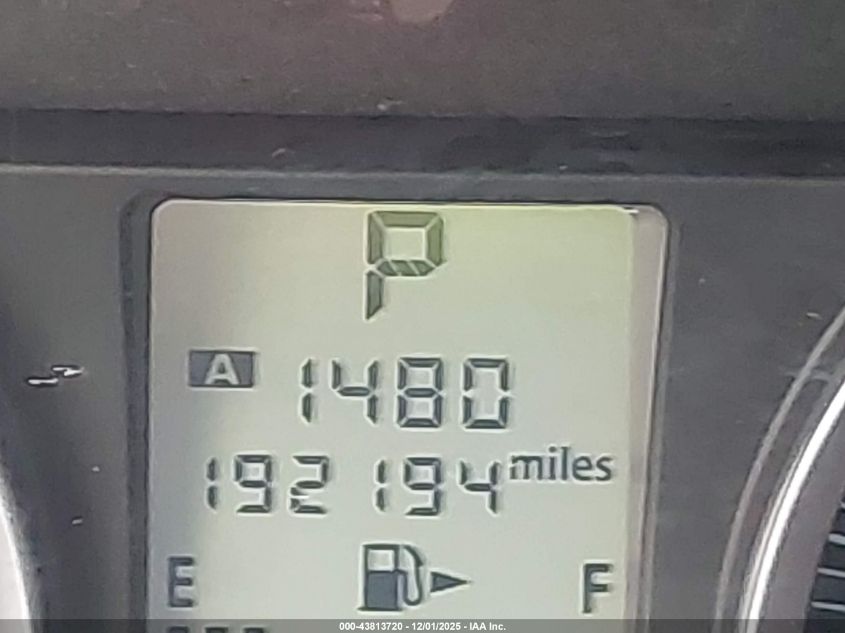 P
A 1480
192194 miles
E F
000-43813720 - 12/01/2025 - IAA Inc.